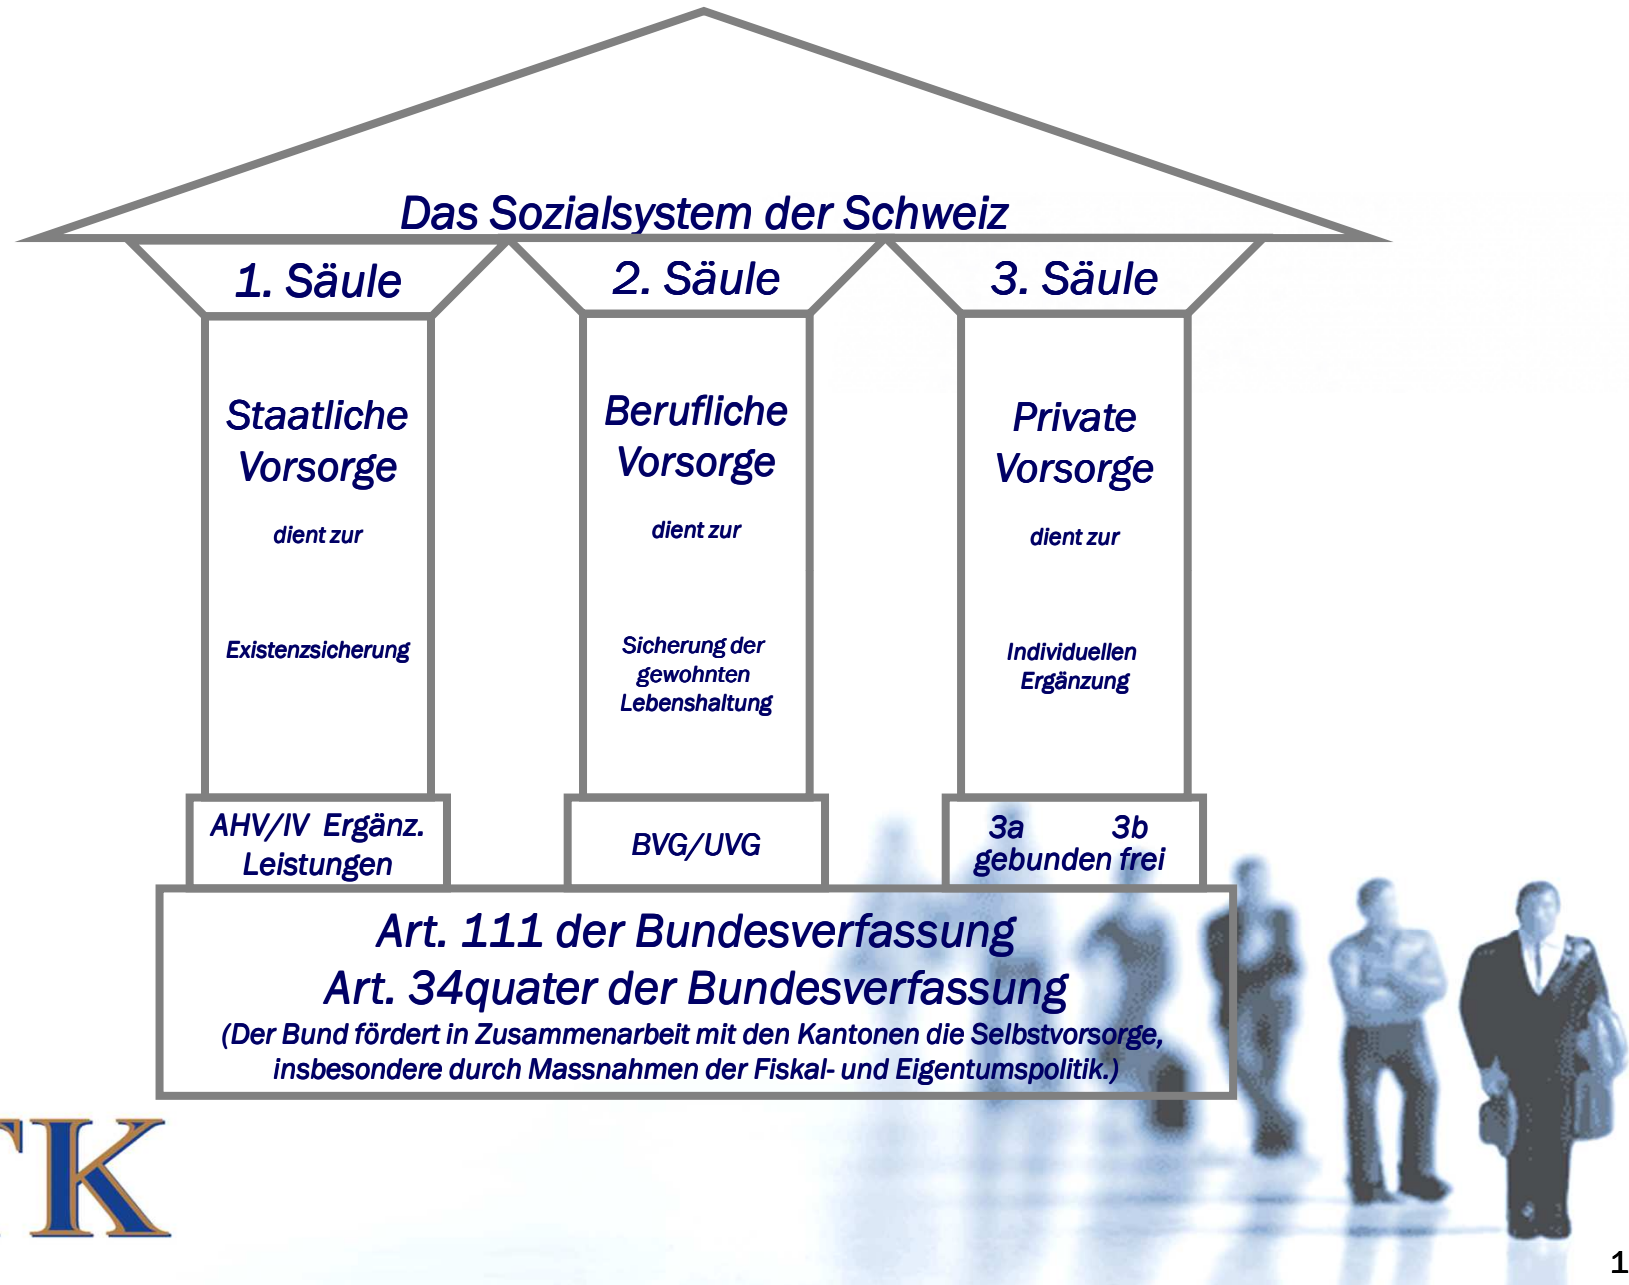 Das Sozialsystem der Schweiz
1. Säule
2. Säule
3. Säule
Staatliche
Vorsorge
dient zur
Existenzsicherung
AHV/IV Ergänz.
Leistungen
Berufliche
Vorsorge
dient zur
Sicherung der
gewohnten
Lebenshaltung
BVG/UVG
Private
Vorsorge
dient zur
Individuellen
Ergänzung
3a 3b
gebunden frei
Art. 111 der Bundesverfassung
Art. 34quater der Bundesverfassung
(Der Bund fördert in Zusammenarbeit mit den Kantonen die Selbstvorsorge,
insbesondere durch Massnahmen der Fiskal- und Eigentumspolitik.)
TK
1